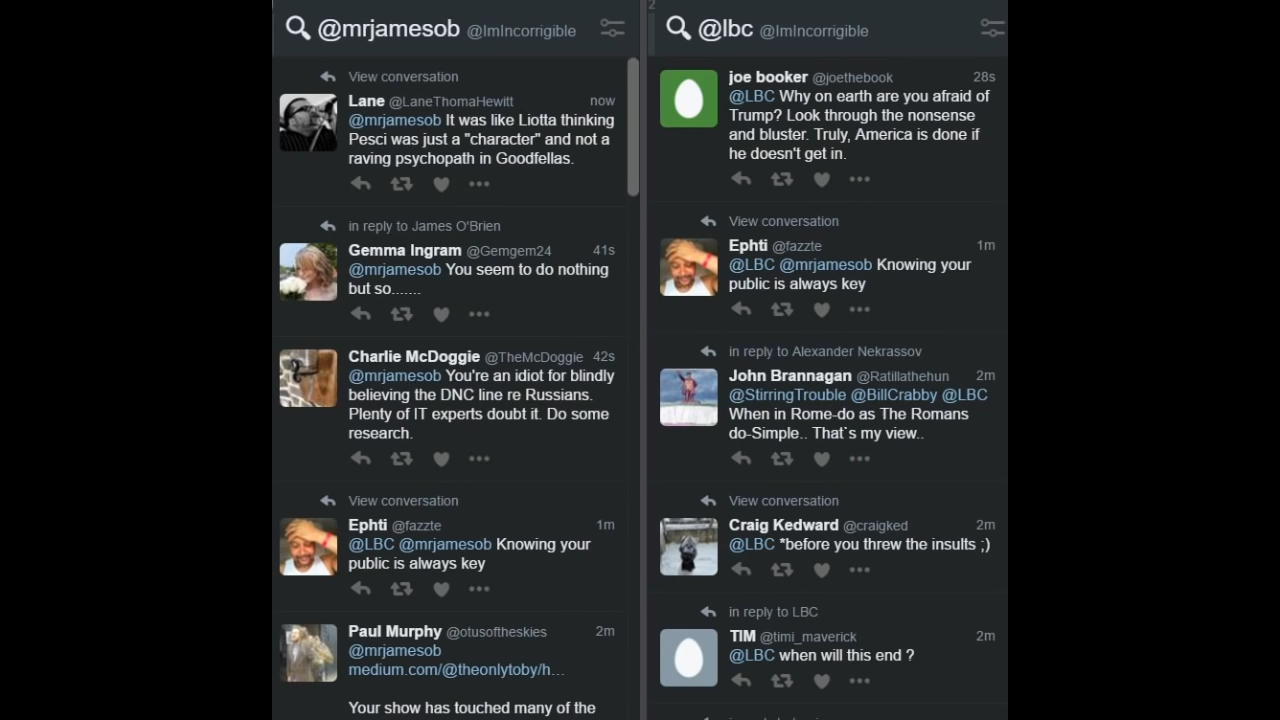 @mrjamesob @ImIncorrigible
View conversation
Lane @LaneThomaHewitt now
@mrjamesob It was like Liotta thinking
Pesci was just a "character" and not a
raving psychopath in Goodfellas.
in reply to James O'Brien
Gemma Ingram @Gemgem24 41s
@mrjamesob You seem to do nothing
but so.......
Charlie McDoggie @TheMcDoggie 42s
@mrjamesob You're an idiot for blindly
believing the DNC line re Russians.
Plenty of IT experts doubt it. Do some
research.
View conversation
Ephti @fazzte 1m
@LBC @mrjamesob Knowing your
public is always key
Paul Murphy @otusoftheskies 2m
@mrjamesob
medium.com/@theonlytoby/h…
Your show has touched many of the
2
@lbc @ImIncorrigible
joe booker @joethebook 28s
@LBC Why on earth are you afraid of
Trump? Look through the nonsense
and bluster. Truly, America is done if
he doesn't get in.
View conversation
Ephti @fazzte 1m
@LBC @mrjamesob Knowing your
public is always key
in reply to Alexander Nekrassov
John Brannagan @Ratillathehun 2m
@StirringTrouble @BillCrabby @LBC
When in Rome-do as The Romans
do-Simple.. That`s my view..
View conversation
Craig Kedward @craigked 2m
@LBC *before you threw the insults ;)
in reply to LBC
TIM @timi_maverick 2m
@LBC when will this end ?